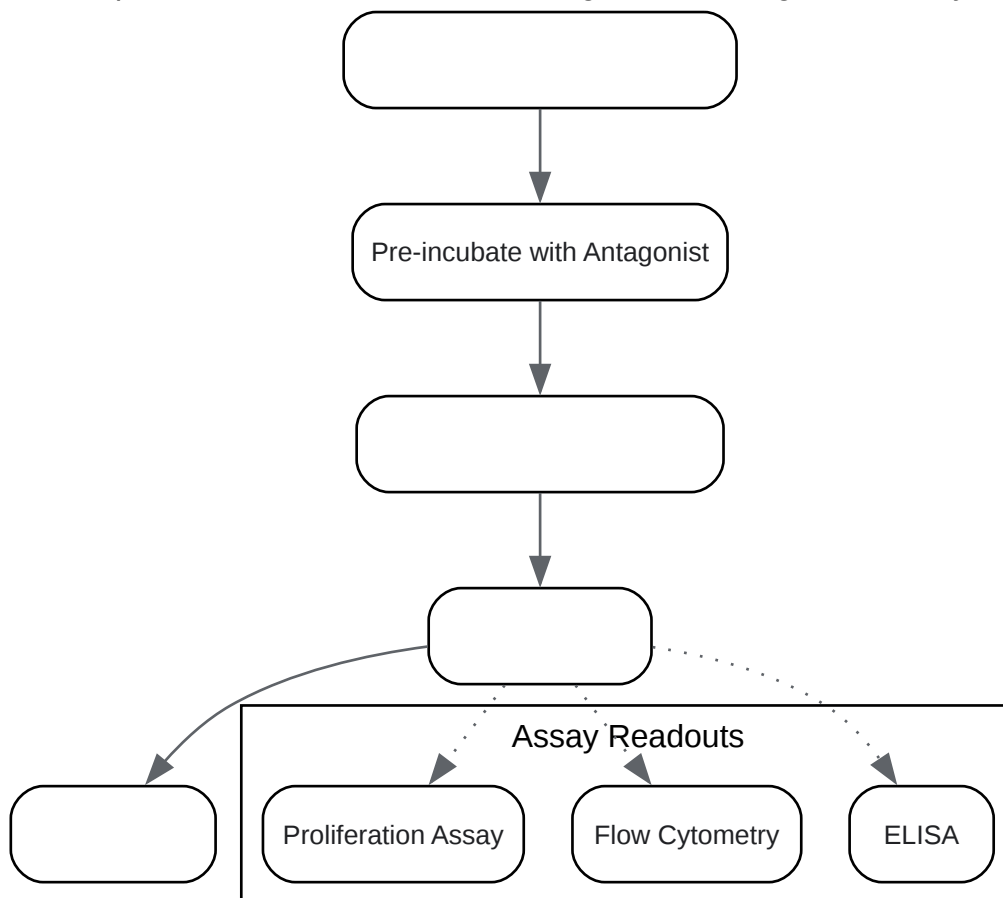 Pre-incubate with Antagonist
Assay Readouts
Proliferation Assay
Flow Cytometry
ELISA